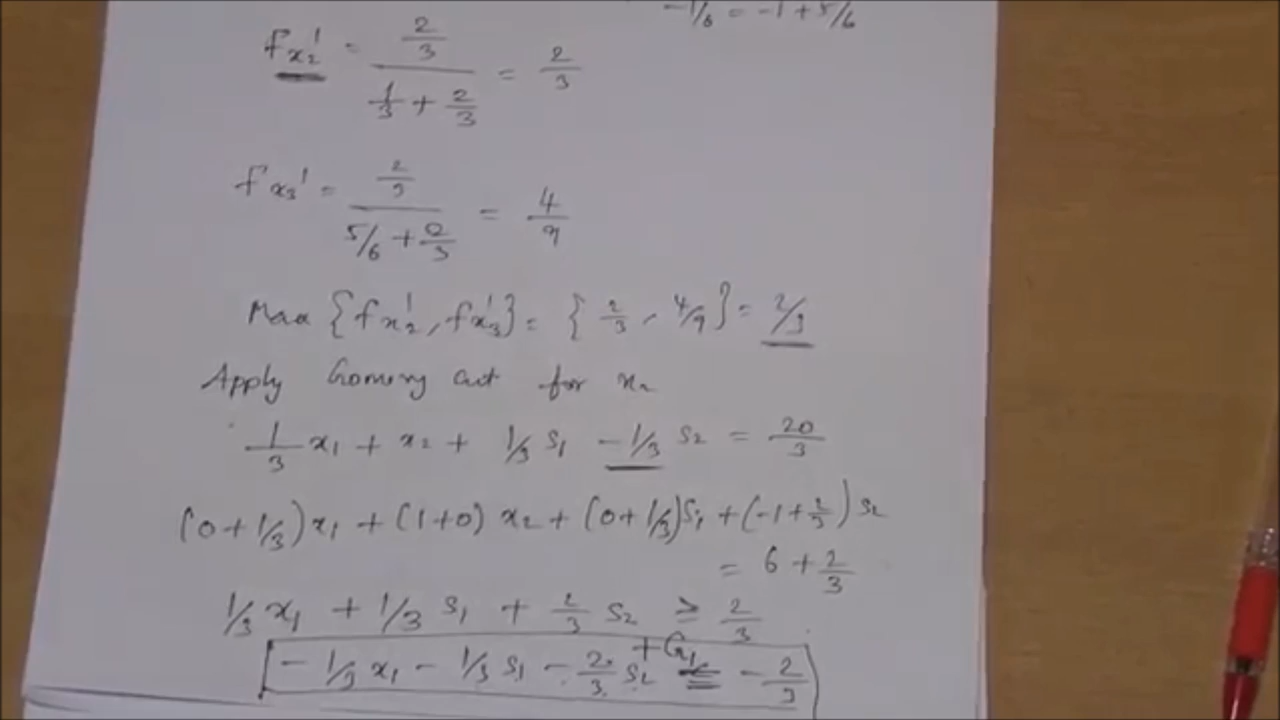 -1/6 = -1 + 5/6
fx2' = (2/3)/(1/3 + 2/3) = 2/3
fx3' = (2/3)/(5/6 + 2/3) = 4/9
Max {fx2', fx3'} = {2/3, 4/9} = 2/3
Apply Gomory cut for x2
1/3 x1 + x2 + 1/3 s1 - 1/3 s2 = 20/3
(0 + 1/3) x1 + (1+0) x2 + (0 + 1/3) s1 + (-1 + 2/3) s2
= 6 + 2/3
1/3 x1 + 1/3 s1 + 2/3 s2 ≥ 2/3
- 1/3 x1 - 1/3 s1 - 2/3 s2 + G1 = - 2/3